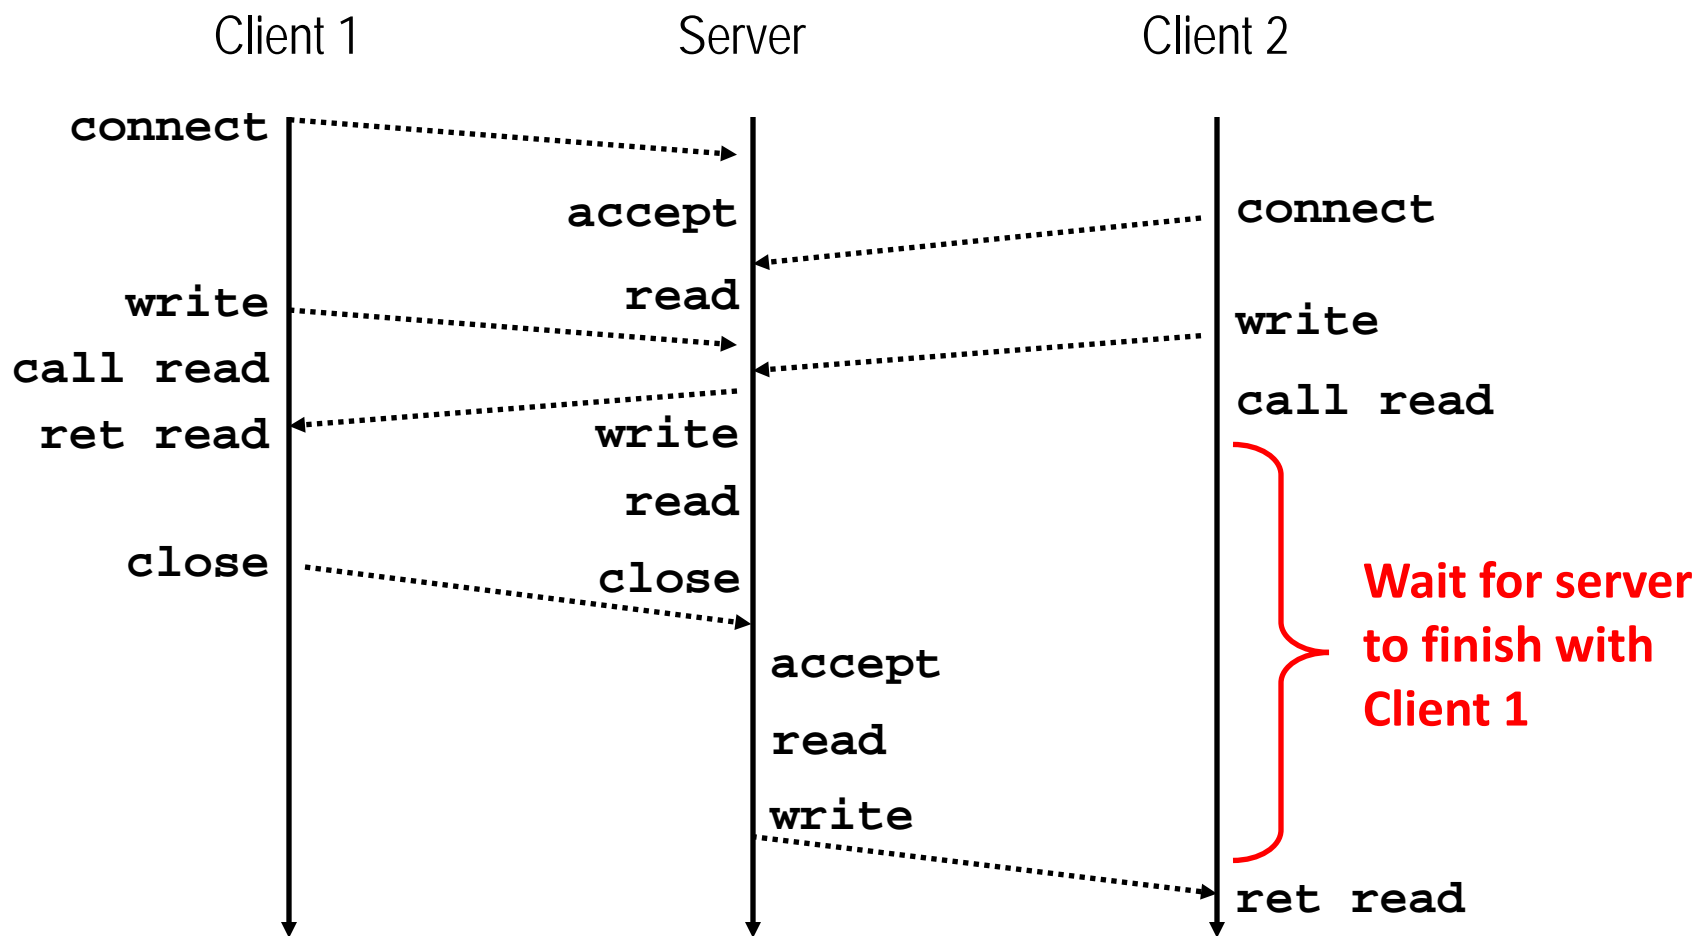 Client 1
Server
Client 2
connect
accept
connect
write
read
write
call read
call read
ret read
write
read
close
close
Wait for server
to finish with
Client 1
accept
read
write
ret read